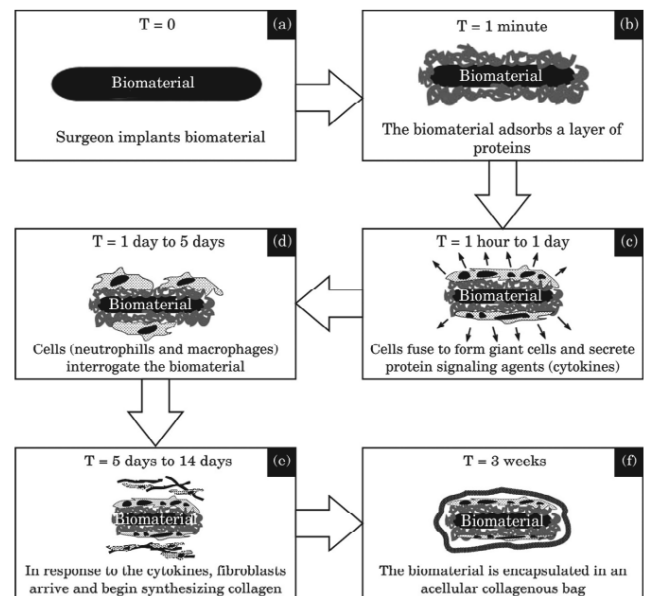 T = 0
(a)
Biomaterial
Surgeon implants biomaterial
T = 1 minute
(b)
Biomaterial
The biomaterial adsorbs a layer of
proteins
T = 1 hour to 1 day
(c)
Biomaterial
Cells fuse to form giant cells and secrete
protein signaling agents (cytokines)
T = 1 day to 5 days
(d)
Biomaterial
Cells (neutrophills and macrophages)
interrogate the biomaterial
T = 5 days to 14 days
(e)
Biomaterial
In response to the cytokines, fibroblasts
arrive and begin synthesizing collagen
T = 3 weeks
(f)
Biomaterial
The biomaterial is encapsulated in an
acellular collagenous bag